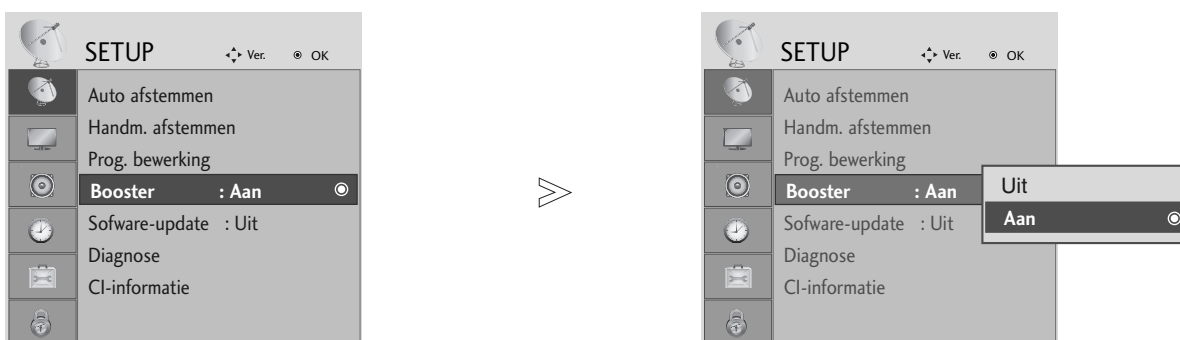 SETUP Ver. OK
Auto afstemmen
Handm. afstemmen
Prog. bewerking
Booster : Aan
Sofware-update : Uit
Diagnose
CI-informatie
SETUP Ver. OK
Auto afstemmen
Handm. afstemmen
Prog. bewerking
Booster : Aan
Sofware-update : Uit
Diagnose
CI-informatie
Uit
Aan